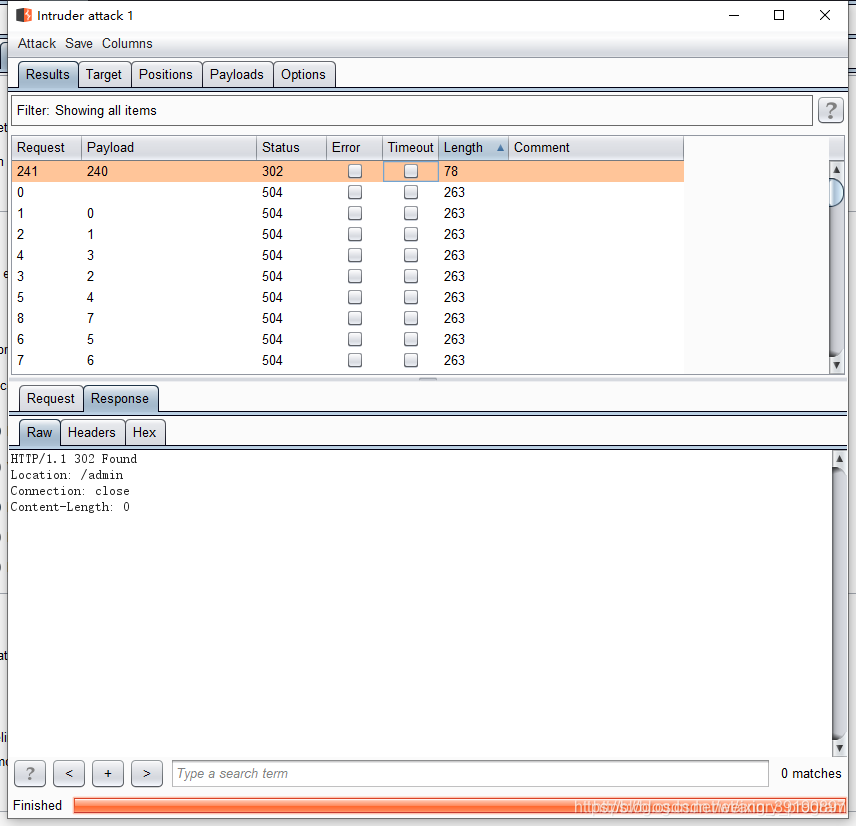 Intruder attack 1
Attack Save Columns
Results Target Positions Payloads Options
Filter: Showing all items ?
Request Payload Status Error Timeout Length Comment
241 240 302 78
0 504 263
1 0 504 263
2 1 504 263
4 3 504 263
3 2 504 263
5 4 504 263
8 7 504 263
6 5 504 263
7 6 504 263
Request Response
Raw Headers Hex
HTTP/1.1 302 Found
Location: /admin
Connection: close
Content-Length: 0
? < + > Type a search term 0 matches
Finished